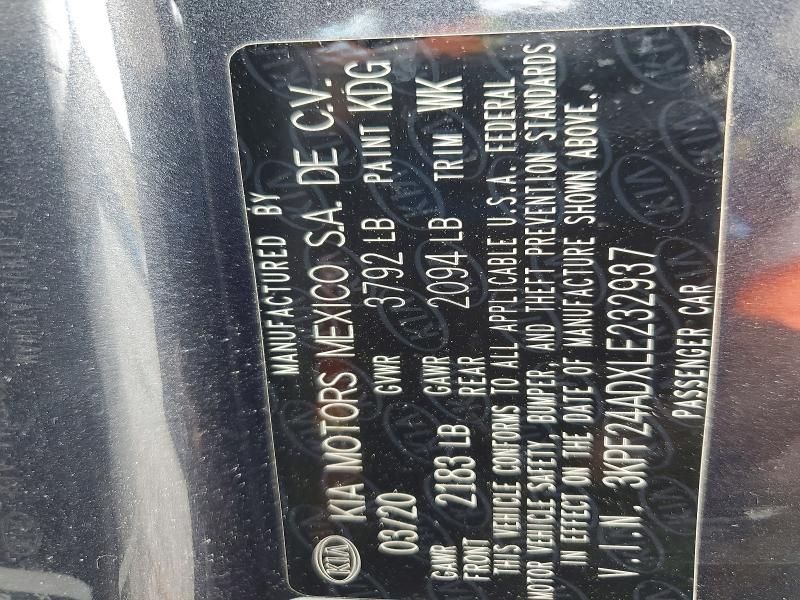 MANUFACTURED BY
KIA KIA MOTORS MEXICO S.A. DE C.V.
03/20 GVWR 3792 LB PAINT KDG
GAWR FRONT 2183 LB GAWR REAR 2094 LB TRIM WK
THIS VEHICLE CONFORMS TO ALL APPLICABLE U.S.A. FEDERAL
MOTOR VEHICLE SAFETY, BUMPER, AND THEFT PREVENTION STANDARDS
IN EFFECT ON THE DATE OF MANUFACTURE SHOWN ABOVE.
V.I.N. 3KPF24ADXLE232937
PASSENGER CAR